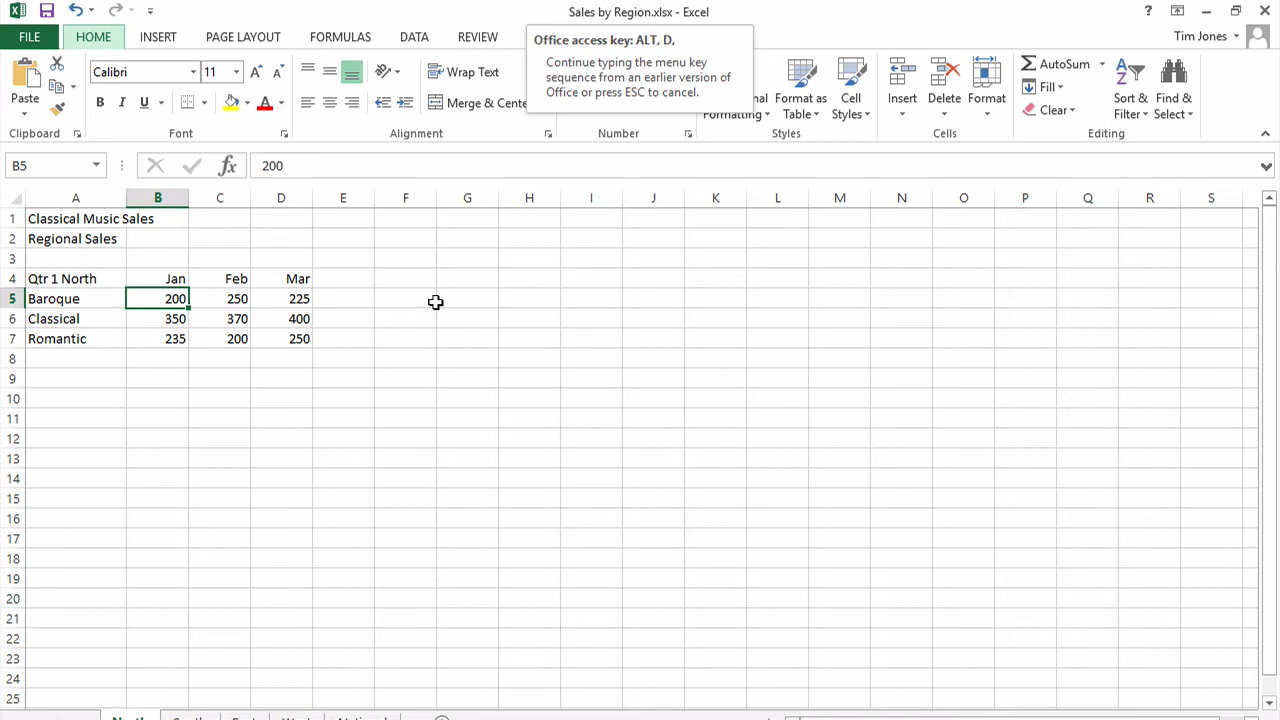 Sales by Region.xlsx - Excel
FILE HOME INSERT PAGE LAYOUT FORMULAS DATA REVIEW
Tim Jones
Office access key: ALT, D,
Continue typing the menu key
sequence from an earlier version of
Office or press ESC to cancel.
Paste
Calibri 11
B I U A
Wrap Text
Merge &
Formatting
Format as
Table
Cell
Styles
Insert
Delete
Format
AutoSum
Fill
Clear
Sort &
Filter
Find &
Select
Clipboard Font Alignment Number Styles Cells Editing
B5 fx 200
A B C D E F G H I J K L M N O P Q R S
1 Classical Music Sales
2 Regional Sales
3
4 Qtr 1 North Jan Feb Mar
5 Baroque 200 250 225
6 Classical 350 370 400
7 Romantic 235 200 250
8
9
10
11
12
13
14
15
16
17
18
19
20
21
22
23
24
25